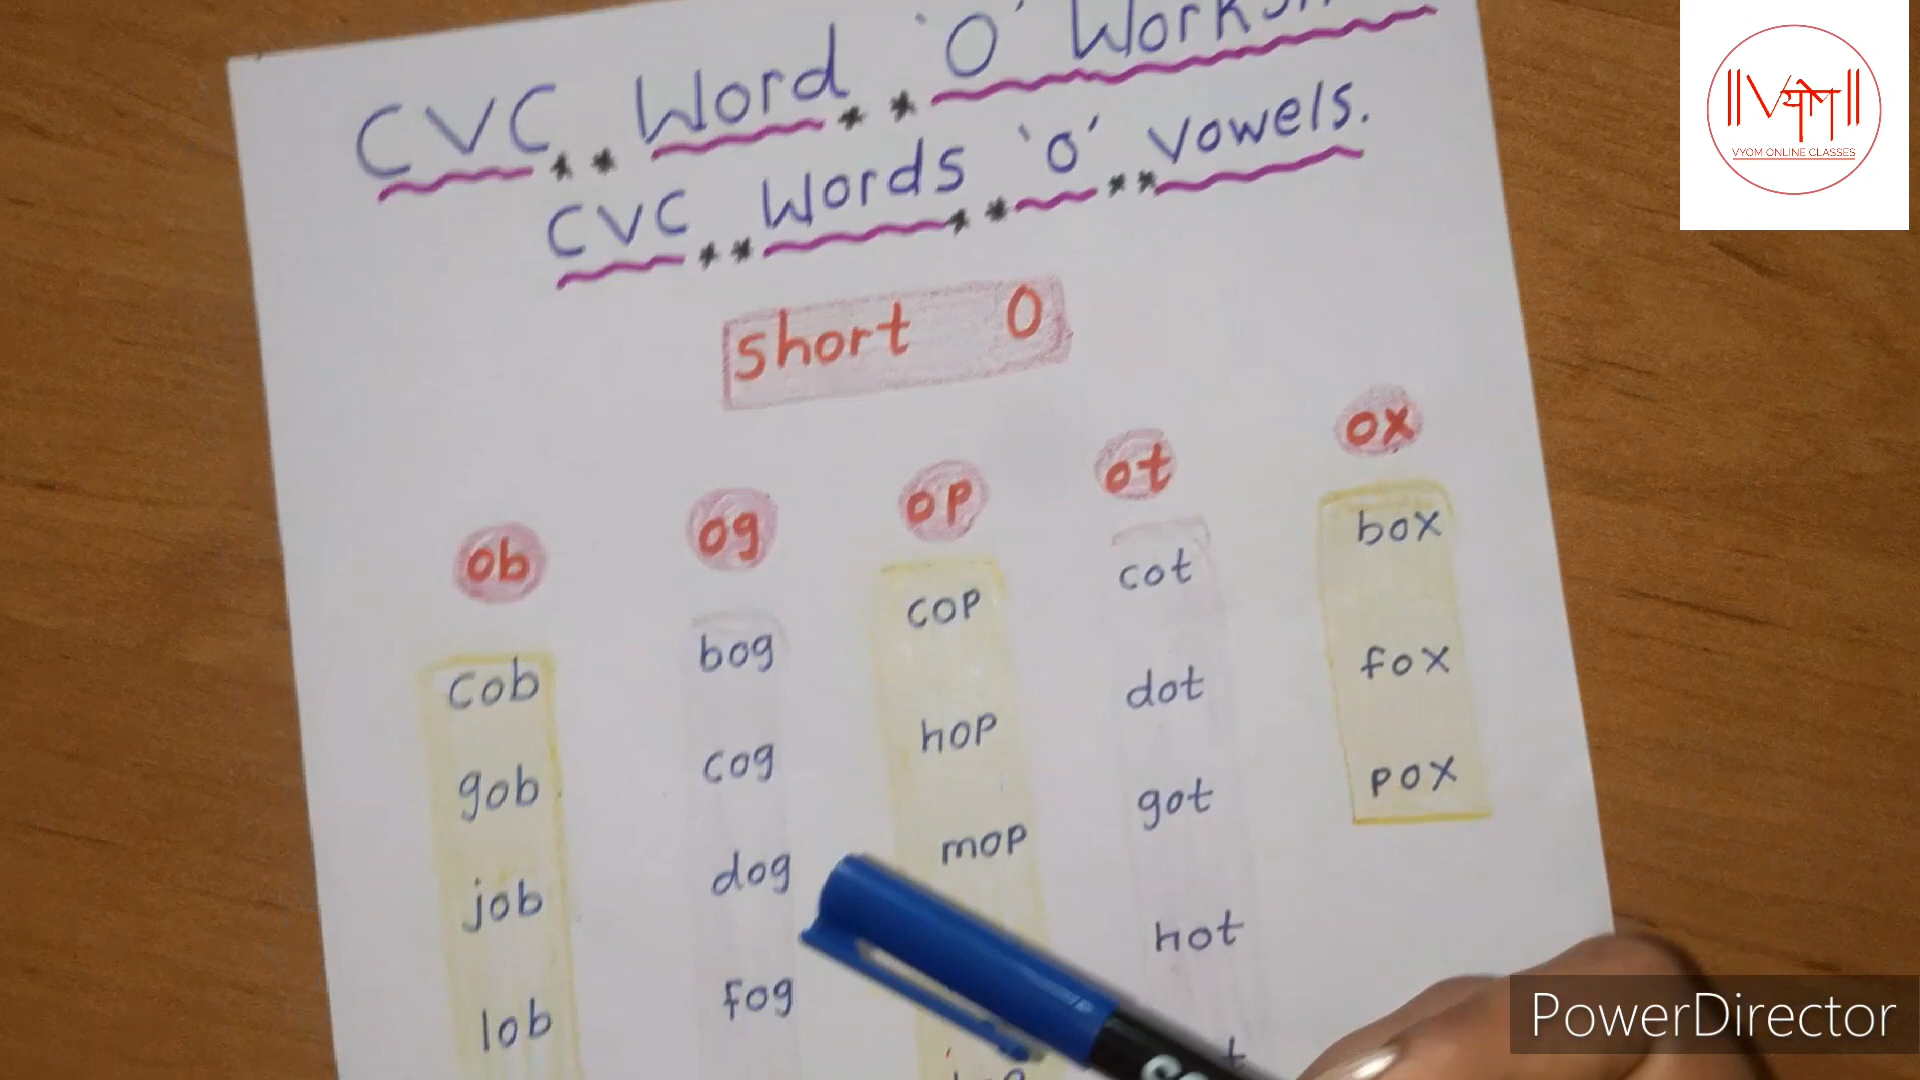 CVC Word 'O'
CVC Words 'o' Vowels.
short O
ob
cob
gob
job
lob
og
bog
cog
dog
fog
op
cop
hop
mop
ot
cot
dot
got
hot
ox
box
fox
pox
||Vयोम||
VYOM ONLINE CLASSES
PowerDirector